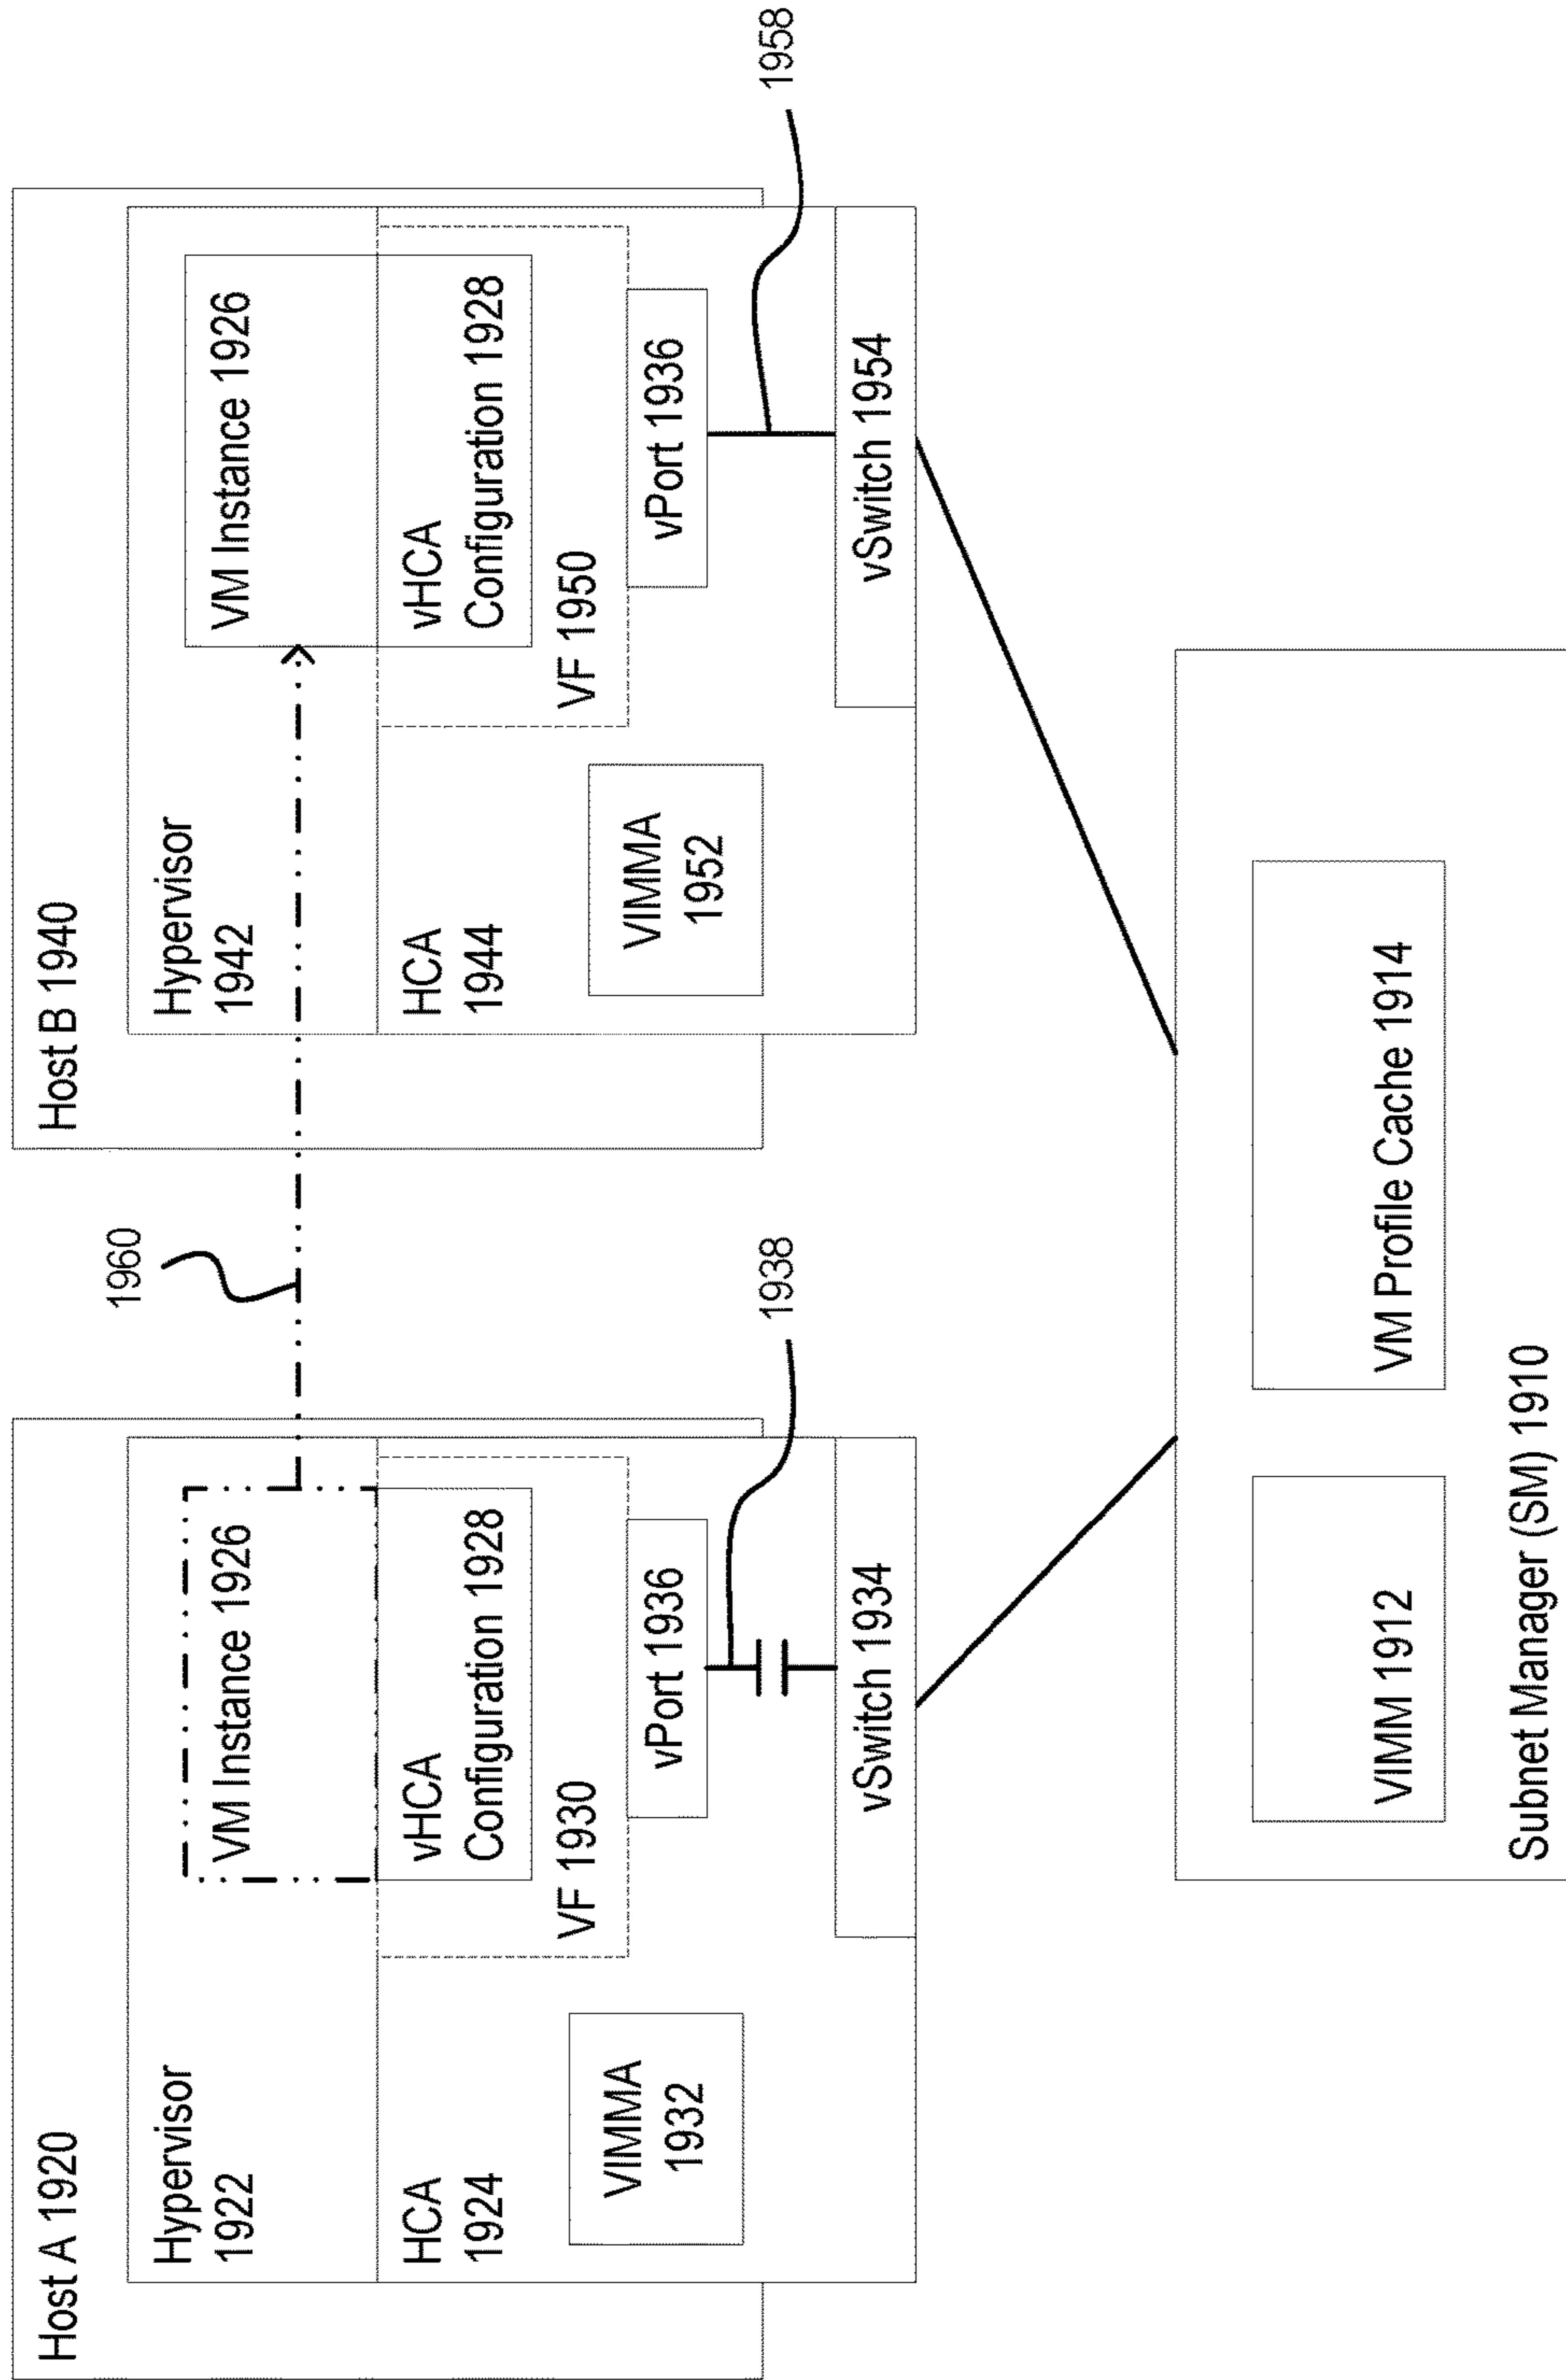 Host A 1920
Hypervisor
1922
VM Instance 1926
HCA
1924
vHCA
Configuration 1928
VF 1930
VIMMA
1932
vPort 1936
1938
vSwitch 1934
1960
Host B 1940
Hypervisor
1942
VM Instance 1926
HCA
1944
vHCA
Configuration 1928
VF 1950
VIMMA
1952
vPort 1936
1958
vSwitch 1954
VIMM 1912
VM Profile Cache 1914
Subnet Manager (SM) 1910